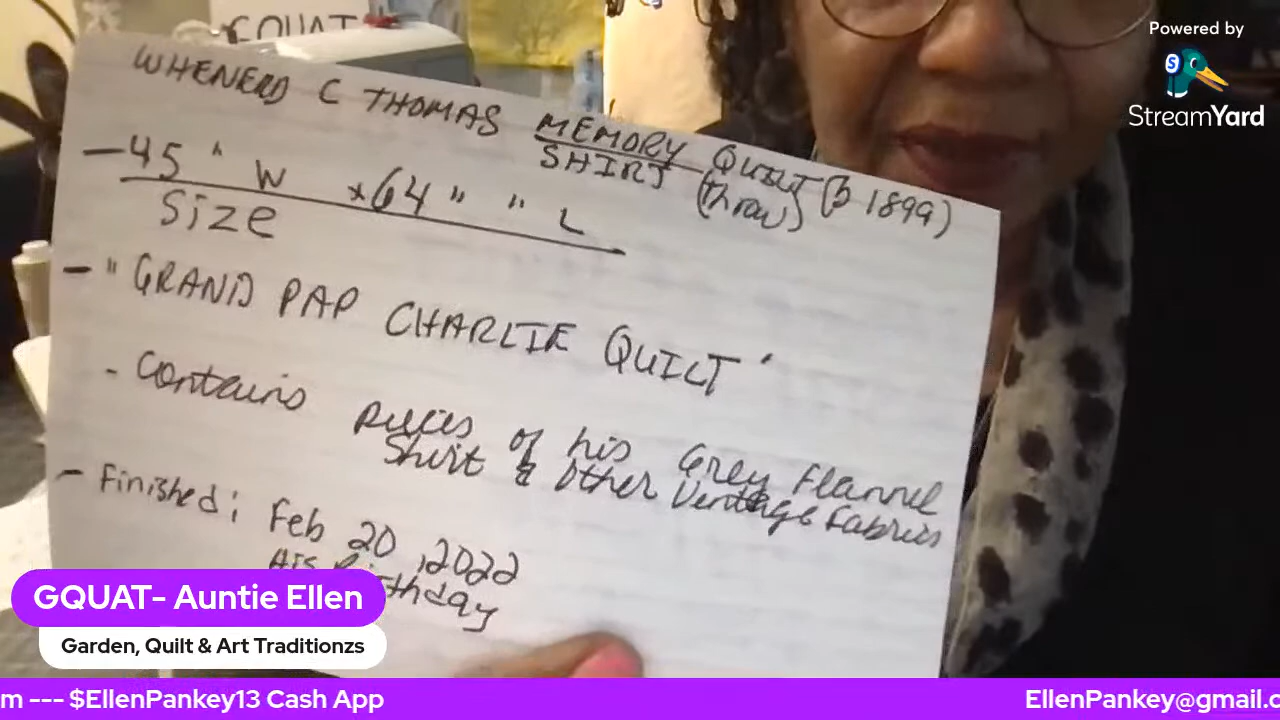 GQUAT
Powered by
StreamYard
WHENERD C THOMAS MEMORY QUILT (B 1899)
SHIRT (throw)
- 45 " W x 64 " " L
Size
- " GRAND PAP CHARLIE QUILT "
- Contains pieces of his Grey Flannel
Shirt & Other Ventage Fabrics
- Finished: Feb 20, 2022
His Birthday
GQUAT- Auntie Ellen
Garden, Quilt & Art Traditionzs
m --- $EllenPankey13 Cash App
EllenPankey@gmail.c